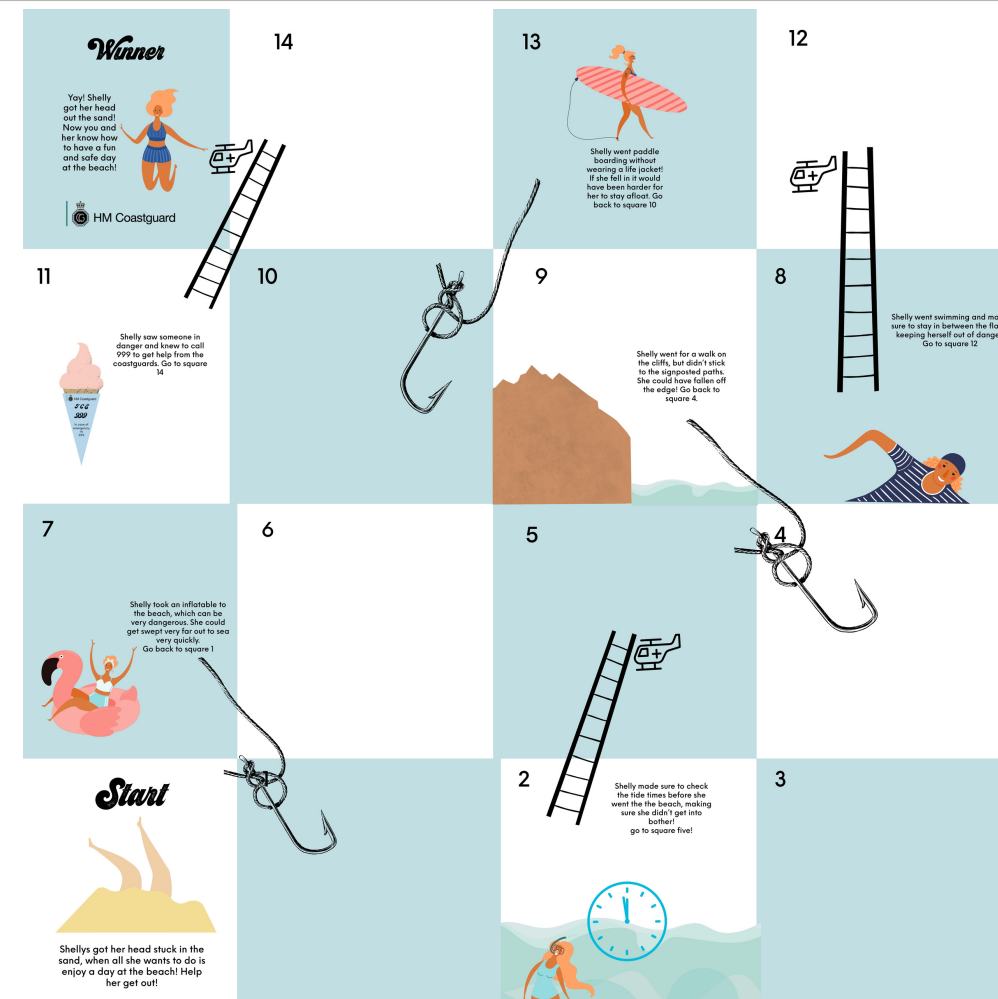 Winner
Yay! Shelly
got her head
out the sand!
Now you and
her know how
to have a fun
and safe day
at the beach!
HM Coastguard
14
13
Shelly went paddle
boarding without
wearing a life jacket!
If she fell in it would
have been harder for
her to stay afloat. Go
back to square 10
12
11
Shelly saw someone in
danger and knew to call
999 to get help from the
coastguards. Go to square
14
HM Coastguard
999
10
9
Shelly went for a walk on
the cliffs, but didn't stick
to the signposted paths.
She could have fallen off
the edge! Go back to
square 4.
8
Shelly went swimming and
sure to stay in between the
keeping herself out of
Go to square 12
7
Shelly took an inflatable to
the beach, which can be
very dangerous. She could
get swept very far out to sea
very quickly.
Go back to square 1
6
5
4
Start
Shellys got her head stuck in the
sand, when all she wants to do is
enjoy a day at the beach! Help
her get out!
2
Shelly made sure to check
the tide times before she
went the the beach, making
sure she didn't get into
bother!
go to square five!
3